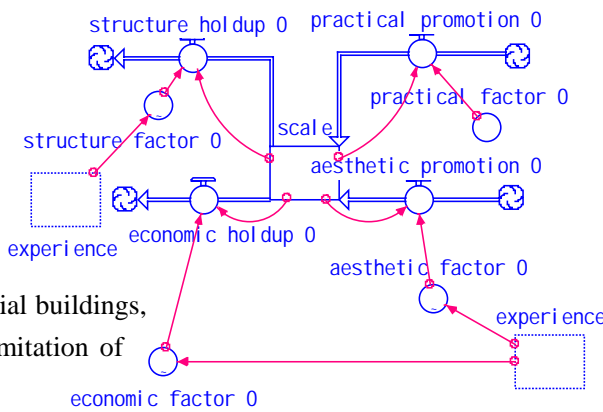 structure holdup 0
practical promotion 0
practical factor 0
scale
structure factor 0
aesthetic promotion 0
economic holdup 0
experience
aesthetic factor 0
ial buildings,
experience
mitation of
economic factor 0